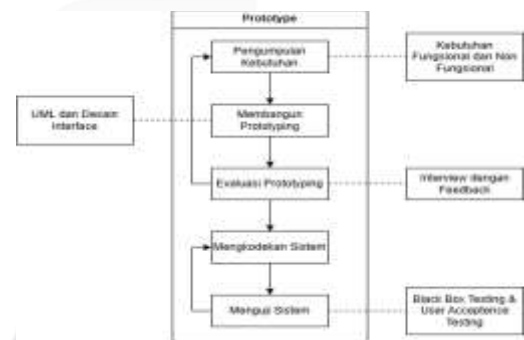 Prototype
Pengumpulan
Kebutuhan
Kebutuhan
Fungsional dan Non
Fungsional
UML dan Desain
Interface
Membangun
Prototyping
Evaluasi Prototyping
Interview dengan
Feedback
Mengkodekan Sistem
Menguji Sistem
Black Box Testing &
User Acceptence
Testing